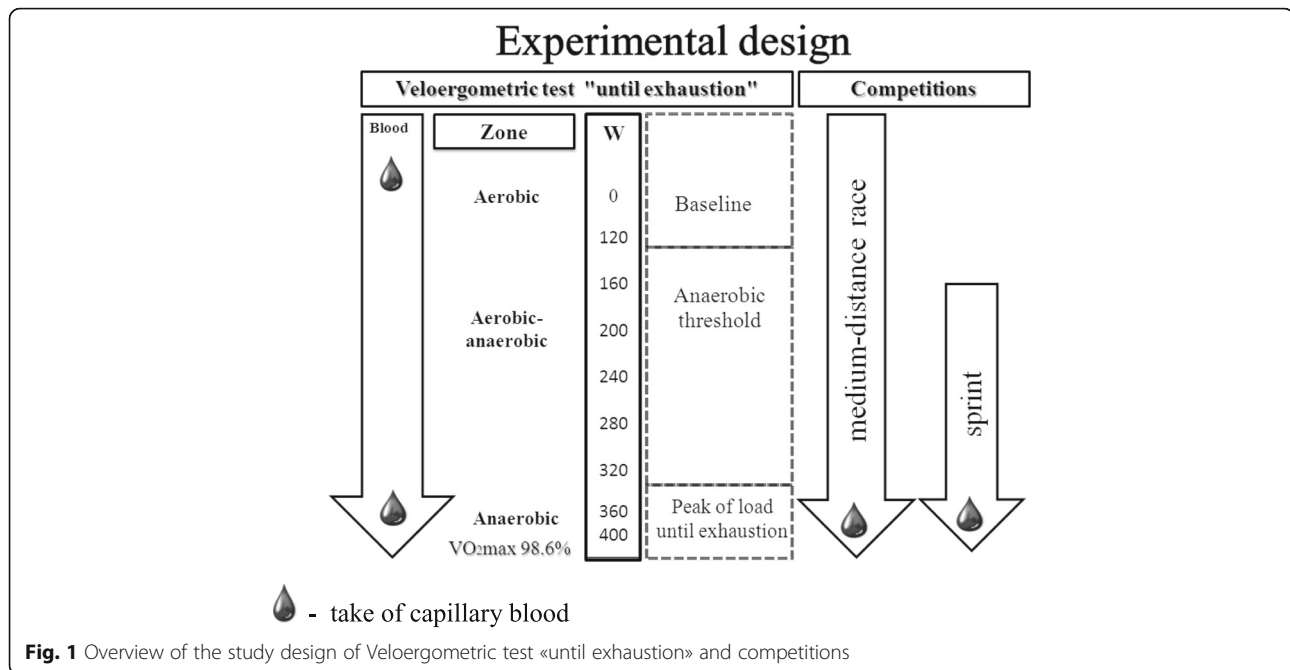 Experimental design
Veloergometric test "until exhaustion"
Competitions
Blood
Zone
W
Aerobic
0
Baseline
120
160
Anaerobic
threshold
Aerobic-
anaerobic
200
240
280
320
Anaerobic
VO2max 98.6%
360
400
Peak of load
until exhaustion
medium-distance race
sprint
- take of capillary blood
Fig. 1 Overview of the study design of Veloergometric test «until exhaustion» and competitions